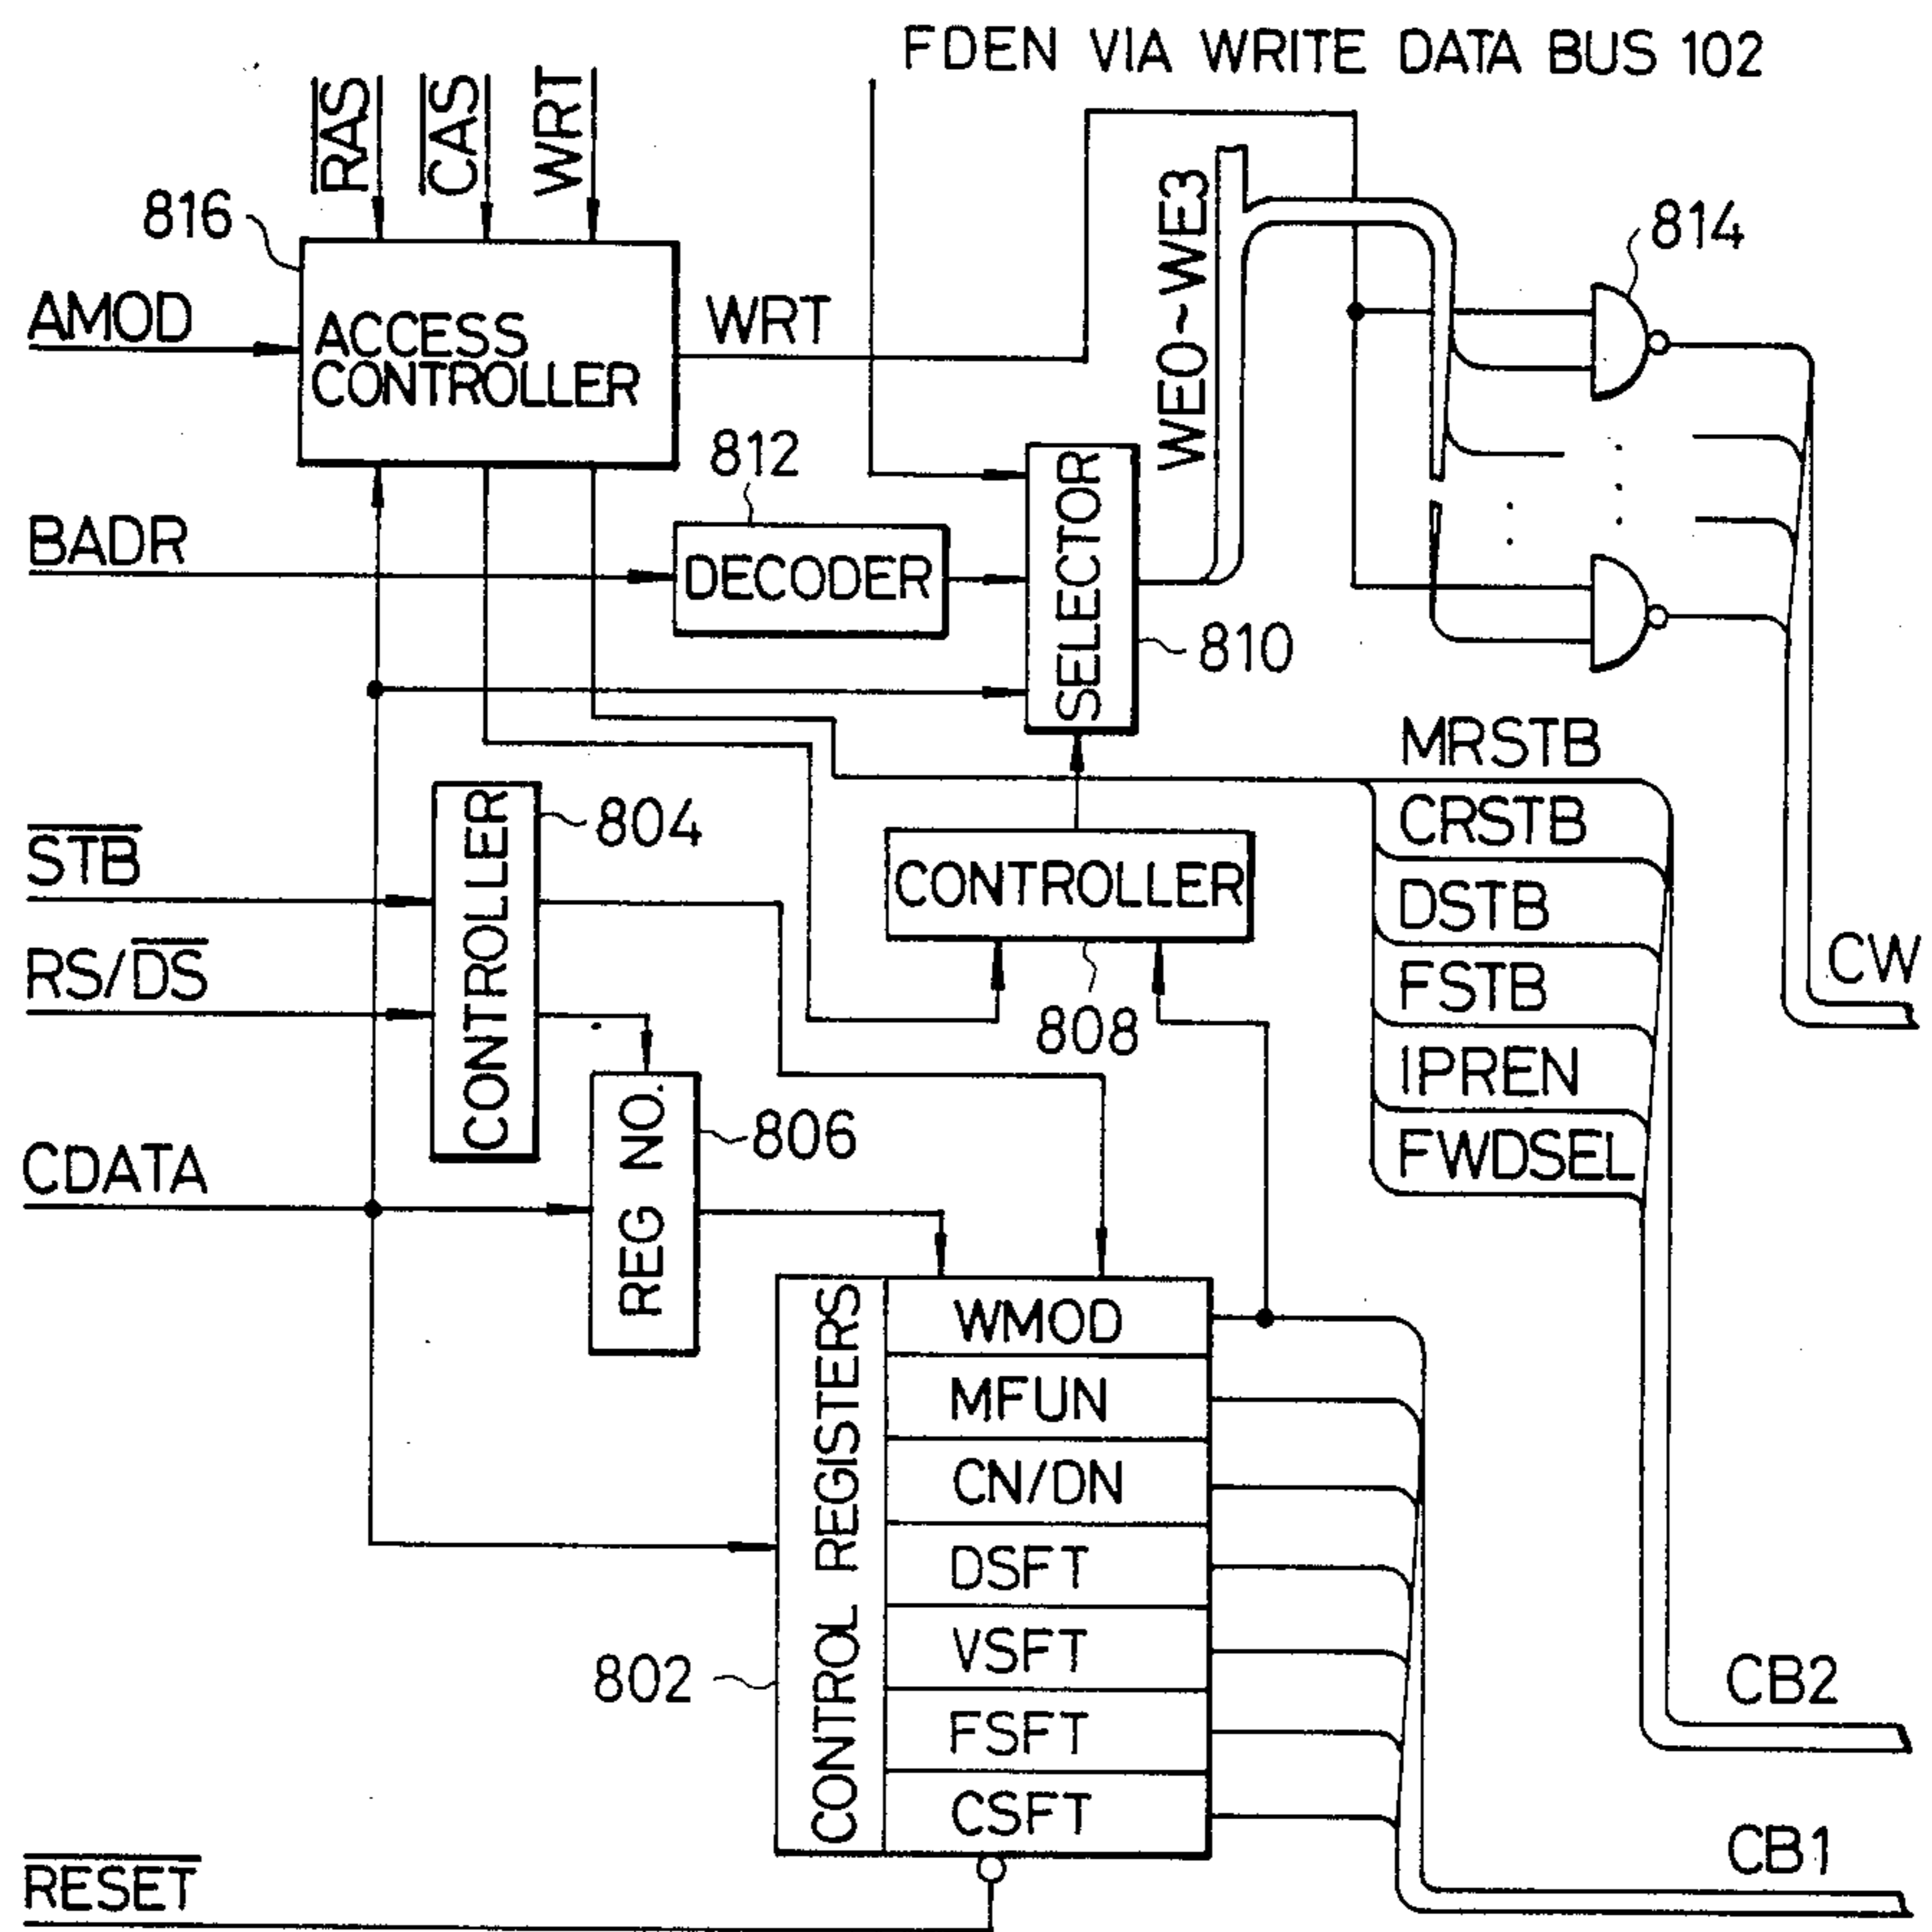 FDEN VIA WRITE DATA BUS 102
RAS
CAS
WRT
816
814
AMOD
ACCESS
CONTROLLER
WRT
WE0~WE3
812
BADR
DECODER
SELECTOR
810
MRSTB
CRSTB
DSTB
FSTB
IPREN
FWDSEL
STB
CONTROLLER
804
CONTROLLER
808
RS/DS
CW
CDATA
REG NO.
806
CONTROL REGISTERS
WMOD
MFUN
CN/DN
DSFT
VSFT
FSFT
CSFT
802
CB2
CB1
RESET